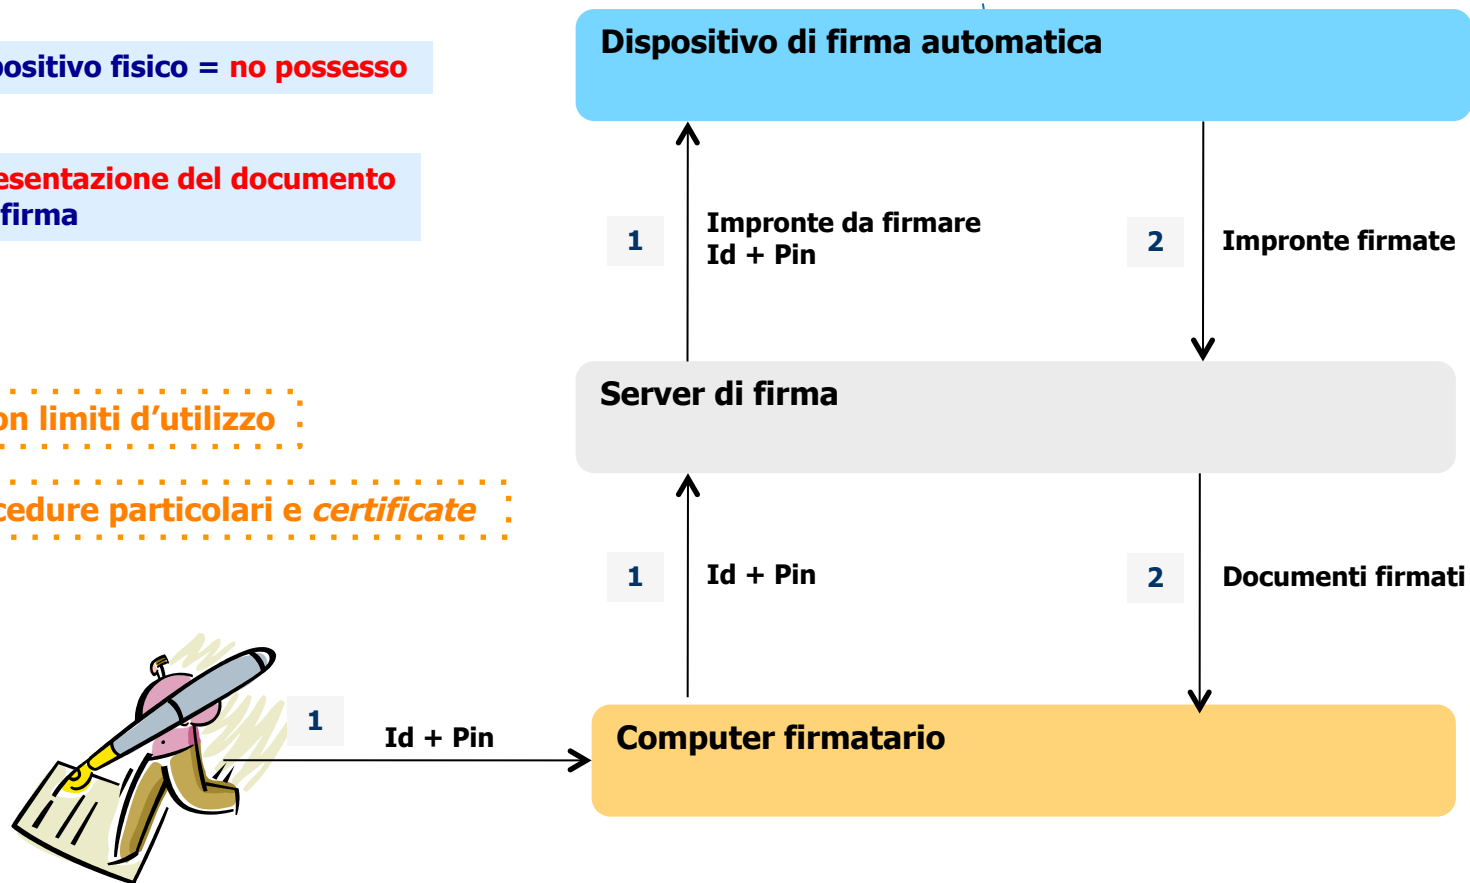 Dispositivo di firma automatica
positivo fisico = no possesso
esentazione del documento
firma
1
Impronte da firmare
Id + Pin
2
Impronte firmate
Server di firma
on limiti d’utilizzo
cedure particolari e certificate
1
Id + Pin
2
Documenti firmati
1
Id + Pin
Computer firmatario